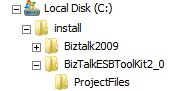 Local Disk (C:)
install
Biztalk2009
BizTalkESBToolKit2_0
ProjectFiles